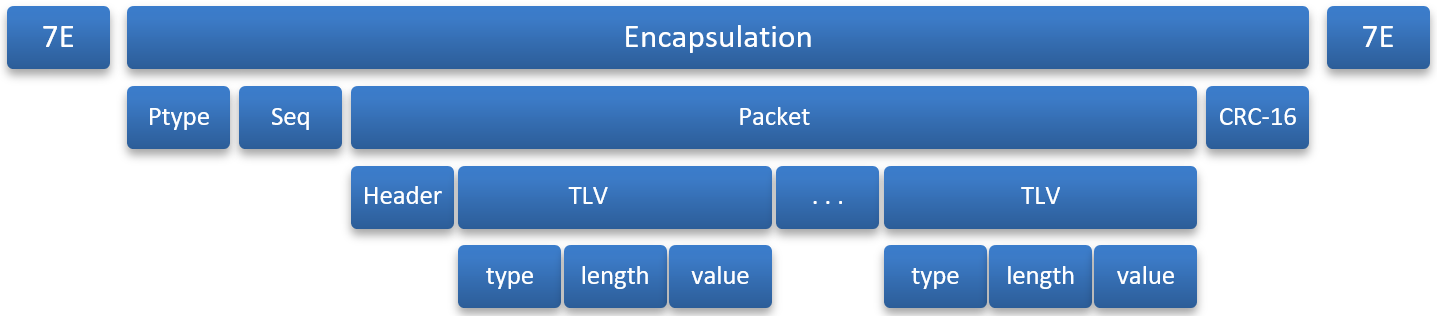 7E Encapsulation 7E
Ptype Seq Packet CRC-16
Header TLV . . . TLV
type length value type length value